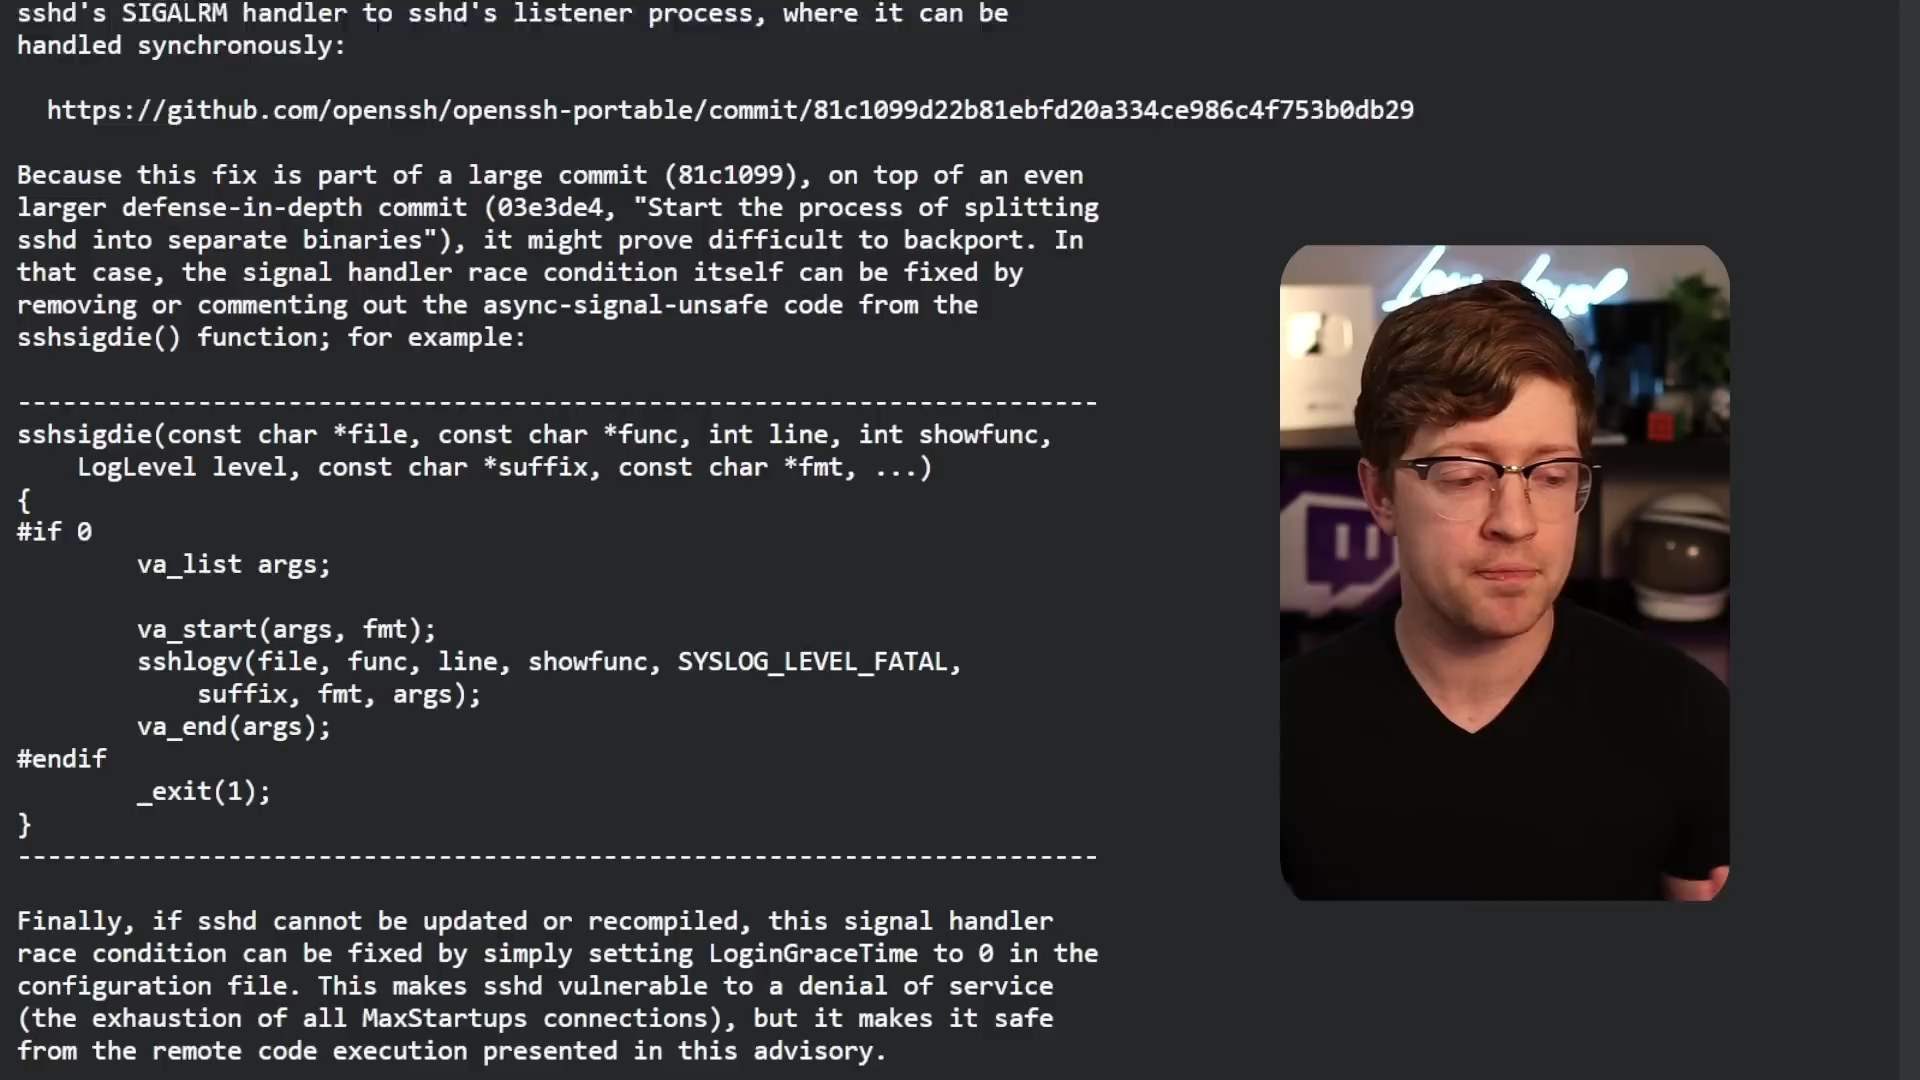 sshd's SIGALRM handler to sshd's listener process, where it can be
handled synchronously:
https://github.com/openssh/openssh-portable/commit/81c1099d22b81ebfd20a334ce986c4f753b0db29
Because this fix is part of a large commit (81c1099), on top of an even
larger defense-in-depth commit (03e3de4, "Start the process of splitting
sshd into separate binaries"), it might prove difficult to backport. In
that case, the signal handler race condition itself can be fixed by
removing or commenting out the async-signal-unsafe code from the
sshsigdie() function; for example:
------------------------------------------------------------------------
sshsigdie(const char *file, const char *func, int line, int showfunc,
    LogLevel level, const char *suffix, const char *fmt, ...)
{
#if 0
        va_list args;
        va_start(args, fmt);
        sshlogv(file, func, line, showfunc, SYSLOG_LEVEL_FATAL,
            suffix, fmt, args);
        va_end(args);
#endif
        _exit(1);
}
------------------------------------------------------------------------
Finally, if sshd cannot be updated or recompiled, this signal handler
race condition can be fixed by simply setting LoginGraceTime to 0 in the
configuration file. This makes sshd vulnerable to a denial of service
(the exhaustion of all MaxStartups connections), but it makes it safe
from the remote code execution presented in this advisory.